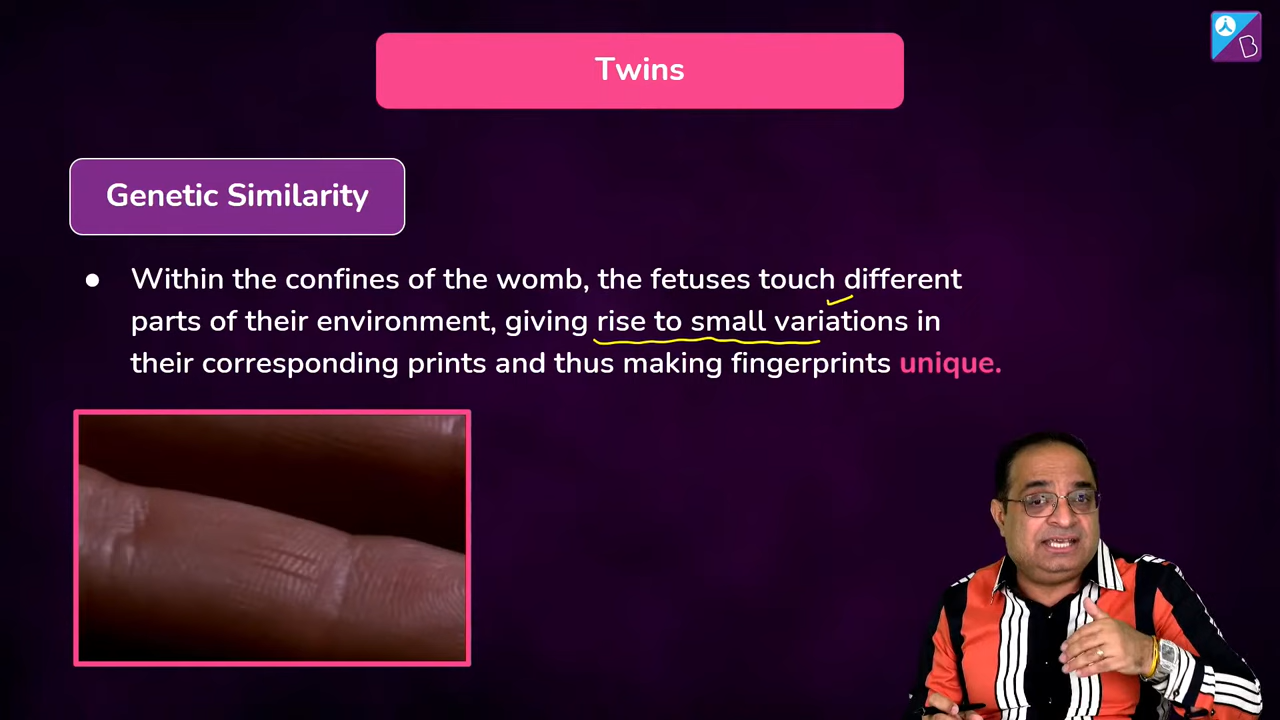 Twins
B
Genetic Similarity
Within the confines of the womb, the fetuses touch different
parts of their environment, giving rise to small variations in
their corresponding prints and thus making fingerprints unique.